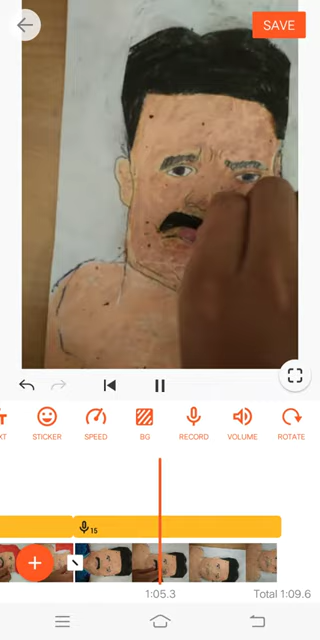 SAVE
XT STICKER SPEED BG RECORD VOLUME ROTATE
15
1:05.3 Total 1:09.6